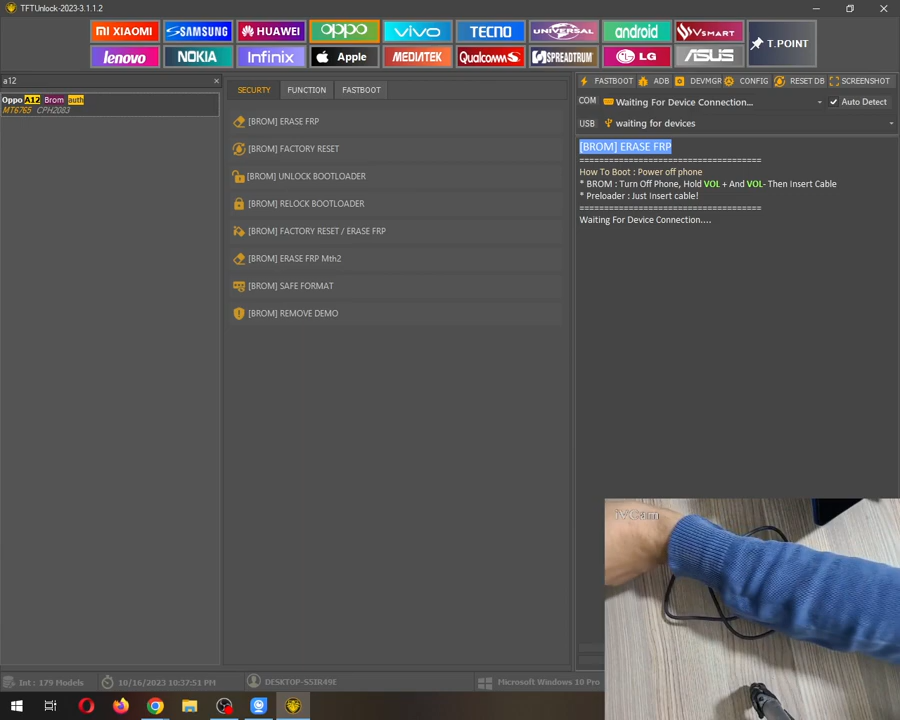 TFTUnlock-2023-3.1.1.2
mi XIAOMI
SAMSUNG
HUAWEI
oppo
vivo
TECNO
UNIVERSAL
android
VSMART
T.POINT
lenovo
NOKIA
Infinix
Apple
MEDIATEK
Qualcomm
SPREADTRUM
LG
ASUS
a12
×
SECURTY
FUNCTION
FASTBOOT
FASTBOOT
ADB
DEVMGR
CONFIG
RESET DB
SCREENSHOT
Oppo A12 Brom auth
MT6765 CPH2083
COM
Waiting For Device Connection...
Auto Detect
USB
waiting for devices
[BROM] ERASE FRP
[BROM] FACTORY RESET
[BROM] UNLOCK BOOTLOADER
[BROM] RELOCK BOOTLOADER
[BROM] FACTORY RESET / ERASE FRP
[BROM] ERASE FRP Mth2
[BROM] SAFE FORMAT
[BROM] REMOVE DEMO
[BROM] ERASE FRP
=====================================
How To Boot : Power off phone
* BROM : Turn Off Phone, Hold VOL + And VOL- Then Insert Cable
* Preloader : Just Insert cable!
=====================================
Waiting For Device Connection....
iVCam
Int : 179 Models
10/16/2023 10:37:51 PM
DESKTOP-S5IR49E
Microsoft Windows 10 Pro